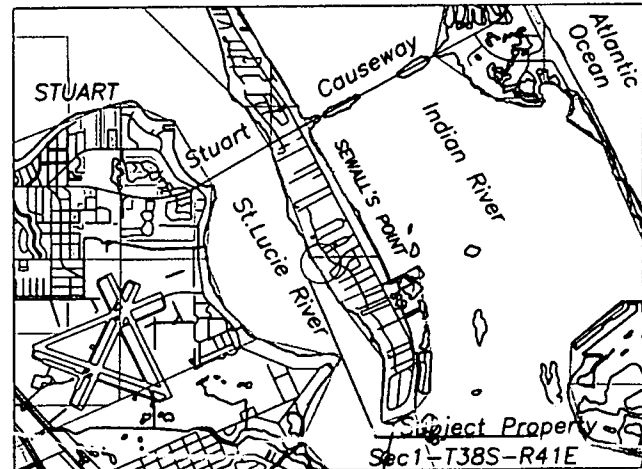 Atlantic
Ocean
STUART
Stuart Causeway
Indian River
SEWALL'S POINT
St.Lucie River
Subject Property
Sec1-T38S-R41E